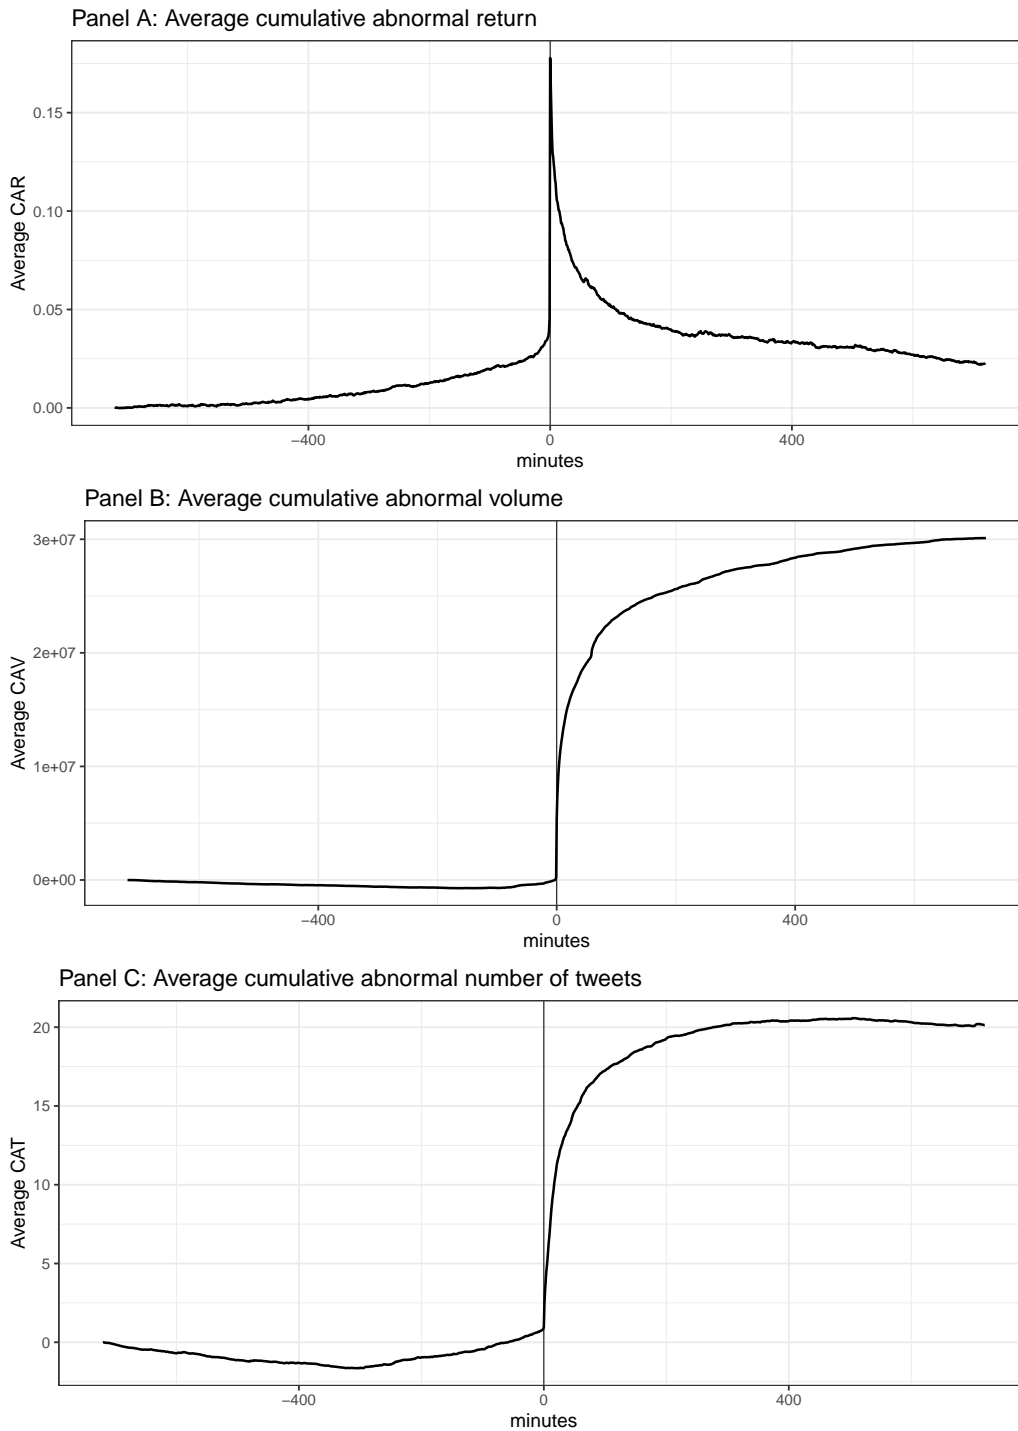 Panel A: Average cumulative abnormal return
Average CAR
0.15
0.10
0.05
0.00
−400 0 400
minutes
Panel B: Average cumulative abnormal volume
Average CAV
3e+07
2e+07
1e+07
0e+00
−400 0 400
minutes
Panel C: Average cumulative abnormal number of tweets
Average CAT
20
15
10
5
0
−400 0 400
minutes